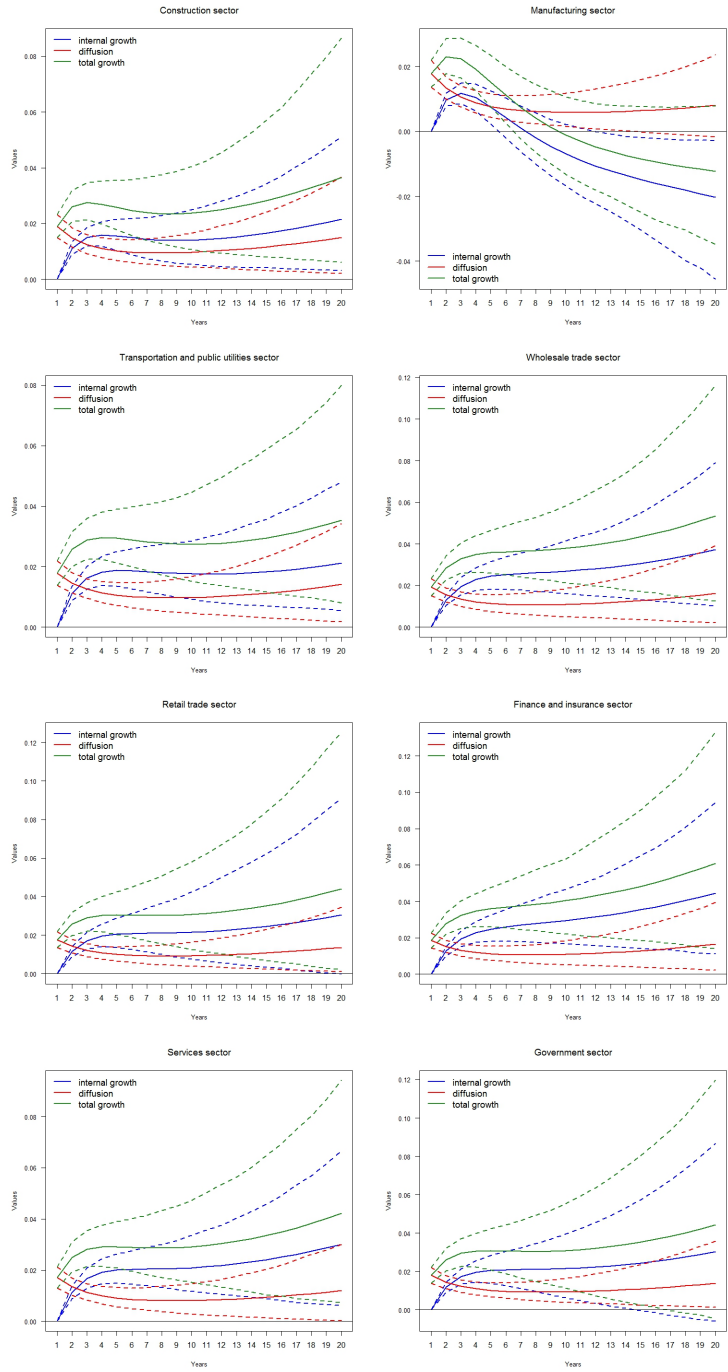 Construction sector
internal growth
diffusion
total growth
0.08
0.06
0.04
0.02
0.00
Values
1 2 3 4 5 6 7 8 9 10 11 12 13 14 15 16 17 18 19 20
Years
Manufacturing sector
0.02
0.00
-0.02
-0.04
Values
internal growth
diffusion
total growth
1 2 3 4 5 6 7 8 9 10 11 12 13 14 15 16 17 18 19 20
Years
Transportation and public utilities sector
internal growth
diffusion
total growth
0.08
0.06
0.04
0.02
0.00
Values
1 2 3 4 5 6 7 8 9 10 11 12 13 14 15 16 17 18 19 20
Years
Wholesale trade sector
internal growth
diffusion
total growth
0.12
0.10
0.08
0.06
0.04
0.02
0.00
Values
1 2 3 4 5 6 7 8 9 10 11 12 13 14 15 16 17 18 19 20
Years
Retail trade sector
internal growth
diffusion
total growth
0.12
0.10
0.08
0.06
0.04
0.02
0.00
Values
1 2 3 4 5 6 7 8 9 10 11 12 13 14 15 16 17 18 19 20
Years
Finance and insurance sector
internal growth
diffusion
total growth
0.12
0.10
0.08
0.06
0.04
0.02
0.00
Values
1 2 3 4 5 6 7 8 9 10 11 12 13 14 15 16 17 18 19 20
Years
Services sector
internal growth
diffusion
total growth
0.08
0.06
0.04
0.02
0.00
Values
1 2 3 4 5 6 7 8 9 10 11 12 13 14 15 16 17 18 19 20
Years
Government sector
internal growth
diffusion
total growth
0.12
0.10
0.08
0.06
0.04
0.02
0.00
Values
1 2 3 4 5 6 7 8 9 10 11 12 13 14 15 16 17 18 19 20
Years